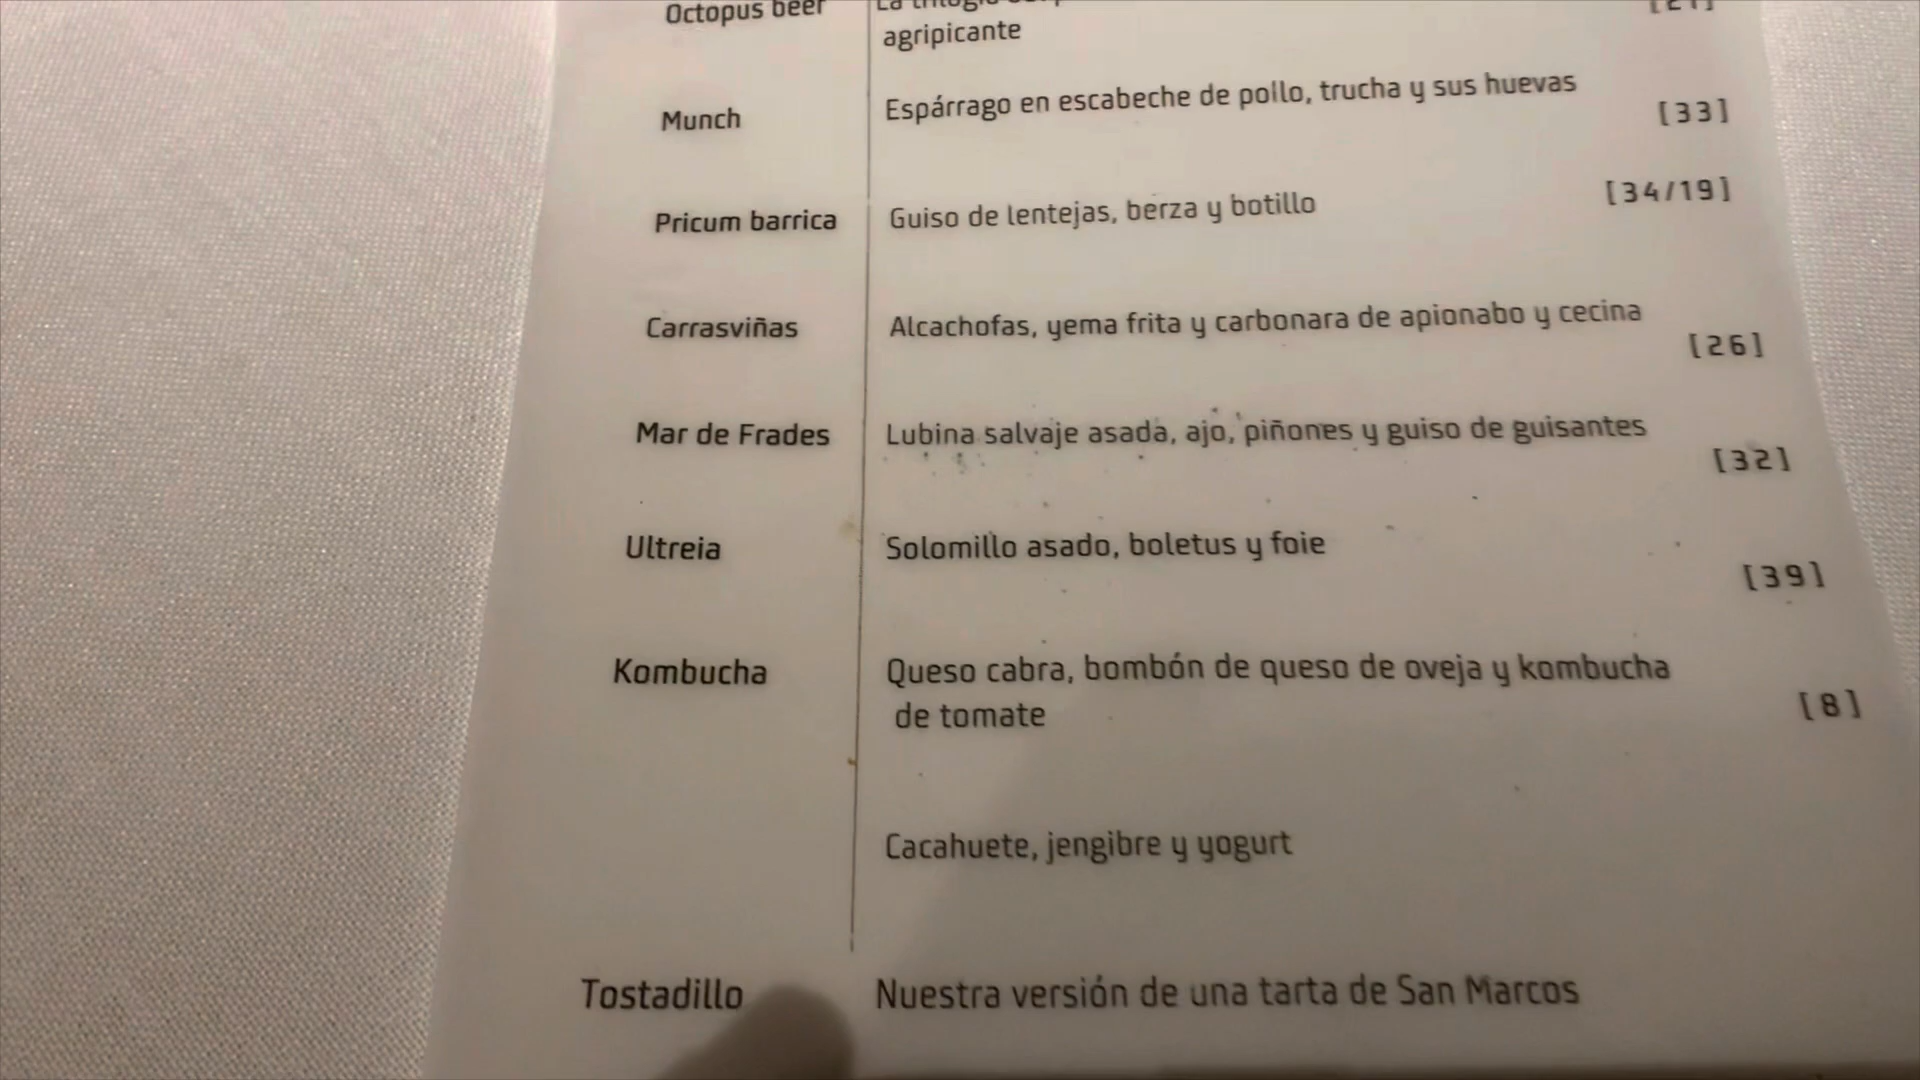 Octopus beer
agripicante
Munch Espárrago en escabeche de pollo, trucha y sus huevas [33]
Pricum barrica Guiso de lentejas, berza y botillo [34/19]
Carrasviñas Alcachofas, yema frita y carbonara de apionabo y cecina [26]
Mar de Frades Lubina salvaje asada, ajo, piñones y guiso de guisantes [32]
Ultreia Solomillo asado, boletus y foie [39]
Kombucha Queso cabra, bombón de queso de oveja y kombucha
de tomate [8]
Cacahuete, jengibre y yogurt
Tostadillo Nuestra versión de una tarta de San Marcos